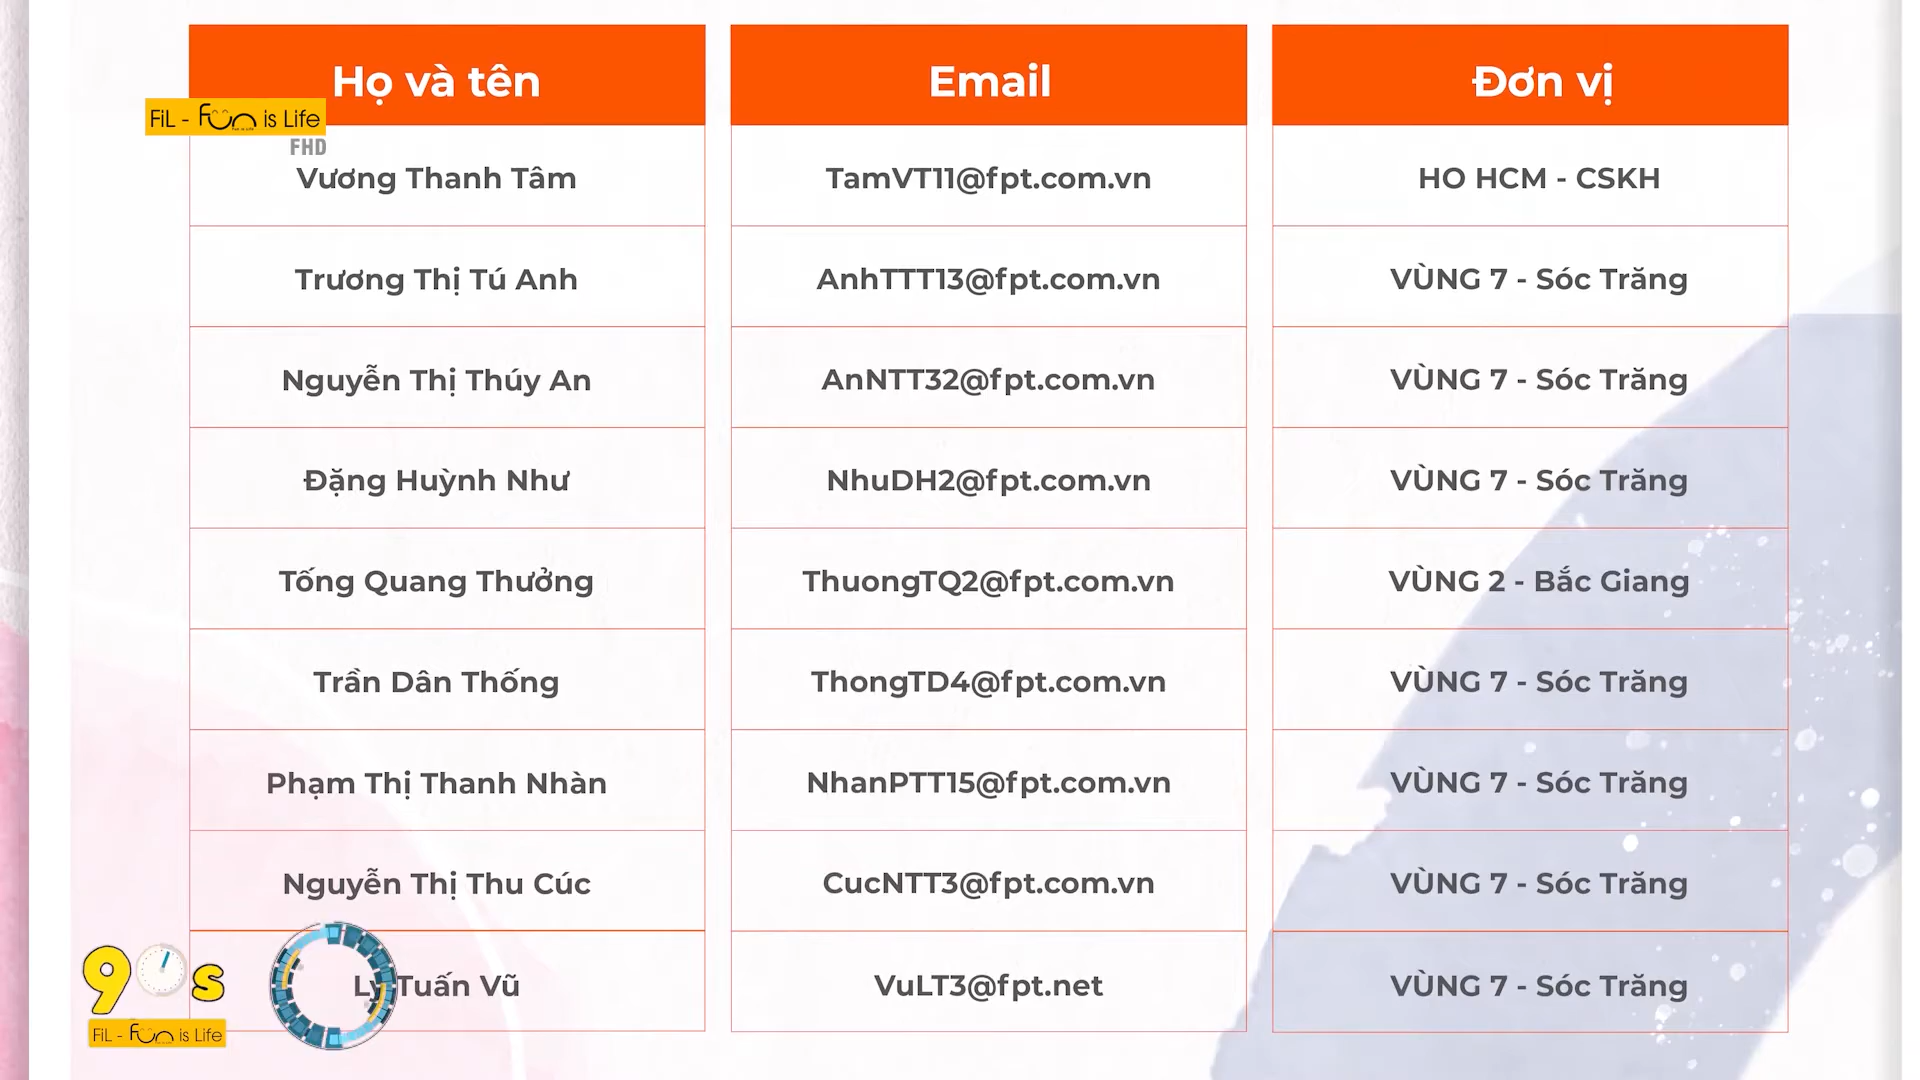 Họ và tên Email Đơn vị
FiL - Fun is Life
FHD
Vương Thanh Tâm TamVT11@fpt.com.vn HO HCM - CSKH
Trương Thị Tú Anh AnhTTT13@fpt.com.vn VÙNG 7 - Sóc Trăng
Nguyễn Thị Thúy An AnNTT32@fpt.com.vn VÙNG 7 - Sóc Trăng
Đặng Huỳnh Như NhuDH2@fpt.com.vn VÙNG 7 - Sóc Trăng
Tống Quang Thưởng ThuongTQ2@fpt.com.vn VÙNG 2 - Bắc Giang
Trần Dân Thống ThongTD4@fpt.com.vn VÙNG 7 - Sóc Trăng
Phạm Thị Thanh Nhàn NhanPTT15@fpt.com.vn VÙNG 7 - Sóc Trăng
Nguyễn Thị Thu Cúc CucNTT3@fpt.com.vn VÙNG 7 - Sóc Trăng
Lý Tuấn Vũ VuLT3@fpt.net VÙNG 7 - Sóc Trăng
90s
FiL - Fun is Life